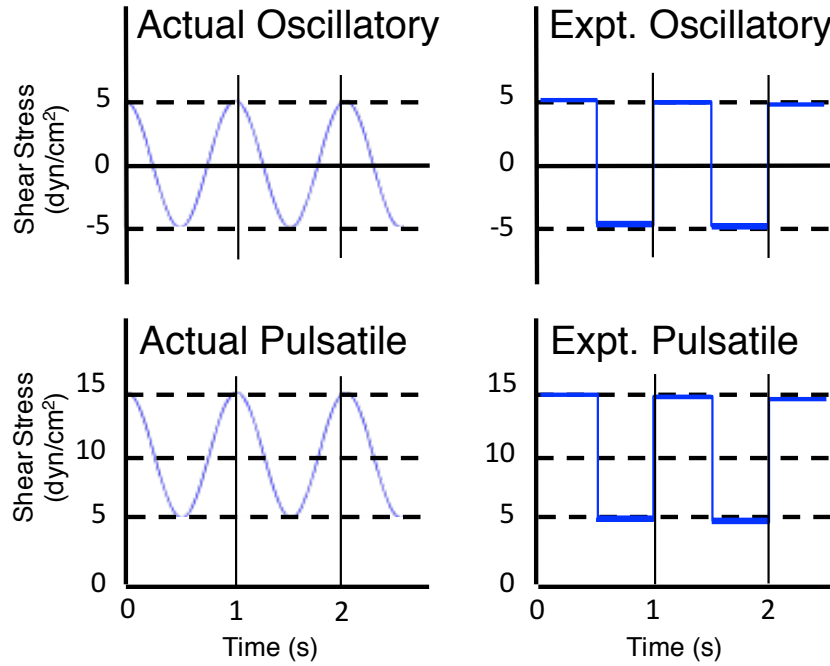 Actual Oscillatory
Expt. Oscillatory
Shear Stress
(dyn/cm²)
5
0
-5
5
0
-5
Actual Pulsatile
Expt. Pulsatile
Shear Stress
(dyn/cm²)
15
10
5
0
15
10
5
0
0 1 2
0 1 2
Time (s)
Time (s)